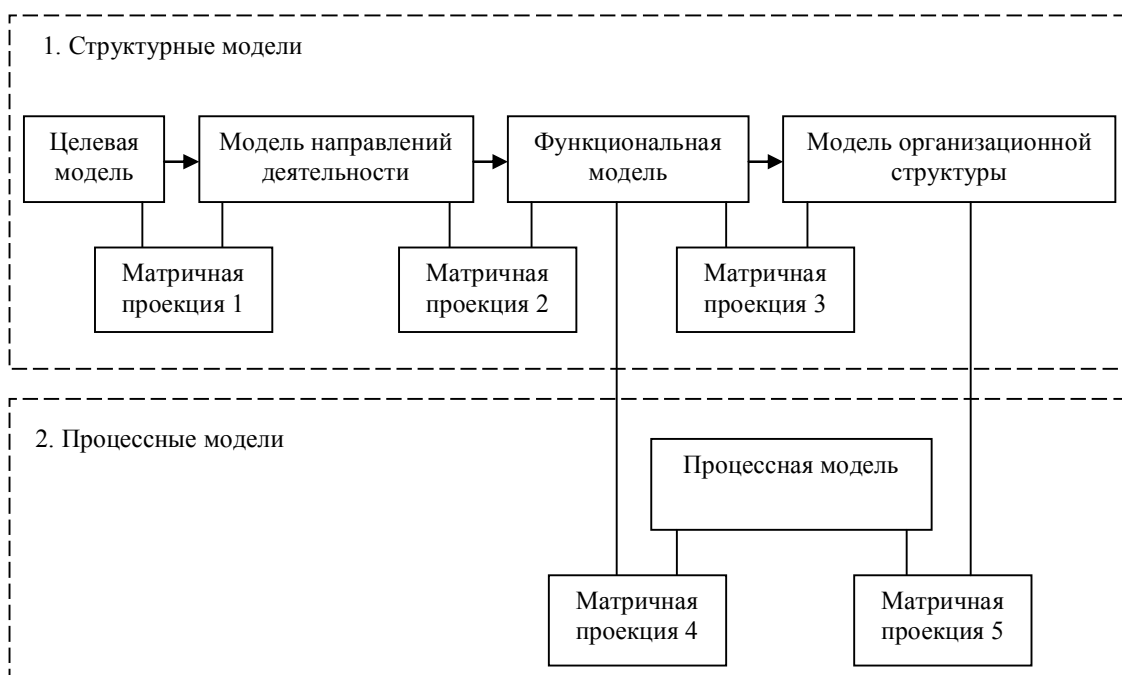 1. Структурные модели
Целевая
модель
Модель направлений
деятельности
Функциональная
модель
Модель организационной
структуры
Матричная
проекция 1
Матричная
проекция 2
Матричная
проекция 3
2. Процессные модели
Процессная модель
Матричная
проекция 4
Матричная
проекция 5